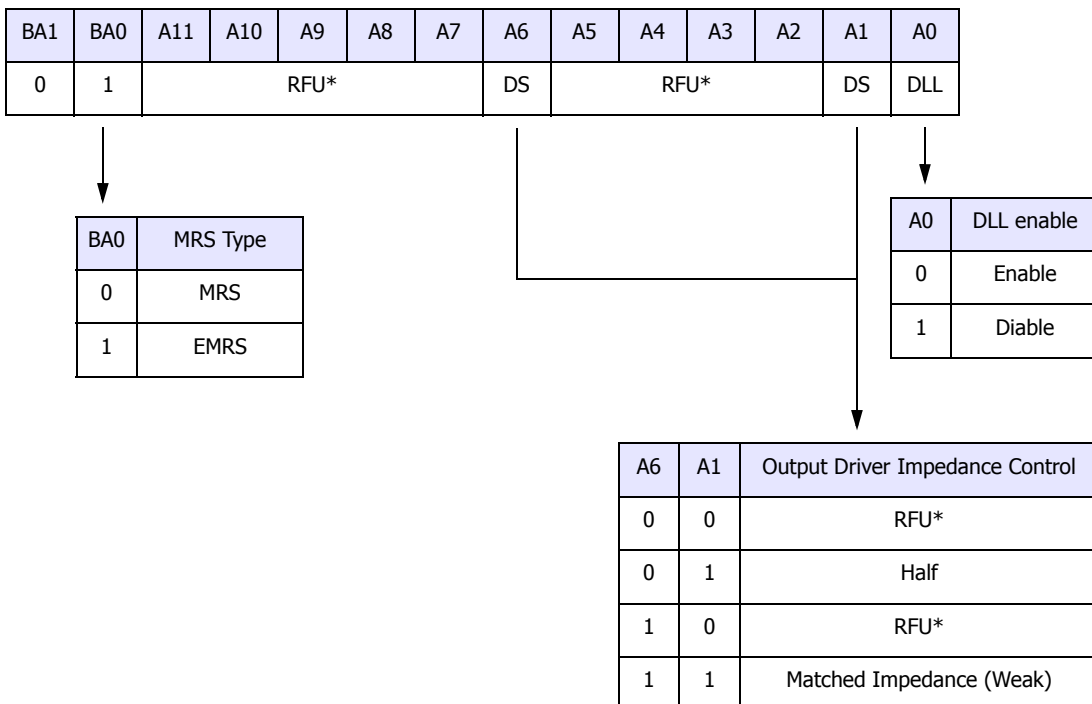 BA1 BA0 A11 A10 A9 A8 A7 A6 A5 A4 A3 A2 A1 A0
0 1 RFU* DS RFU* DS DLL
BA0 MRS Type
0 MRS
1 EMRS
A0 DLL enable
0 Enable
1 Diable
A6 A1 Output Driver Impedance Control
0 0 RFU*
0 1 Half
1 0 RFU*
1 1 Matched Impedance (Weak)